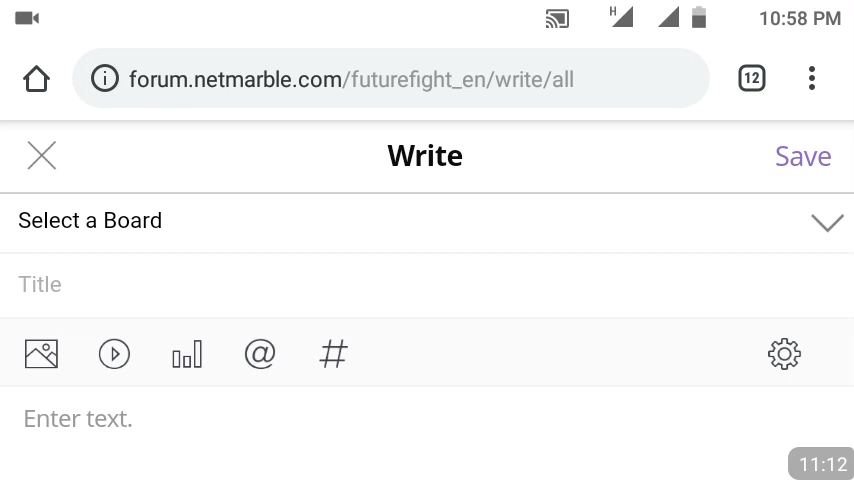 H 10:58 PM
forum.netmarble.com/futurefight_en/write/all 12
Write Save
Select a Board
Title
@ #
Enter text.
11:12